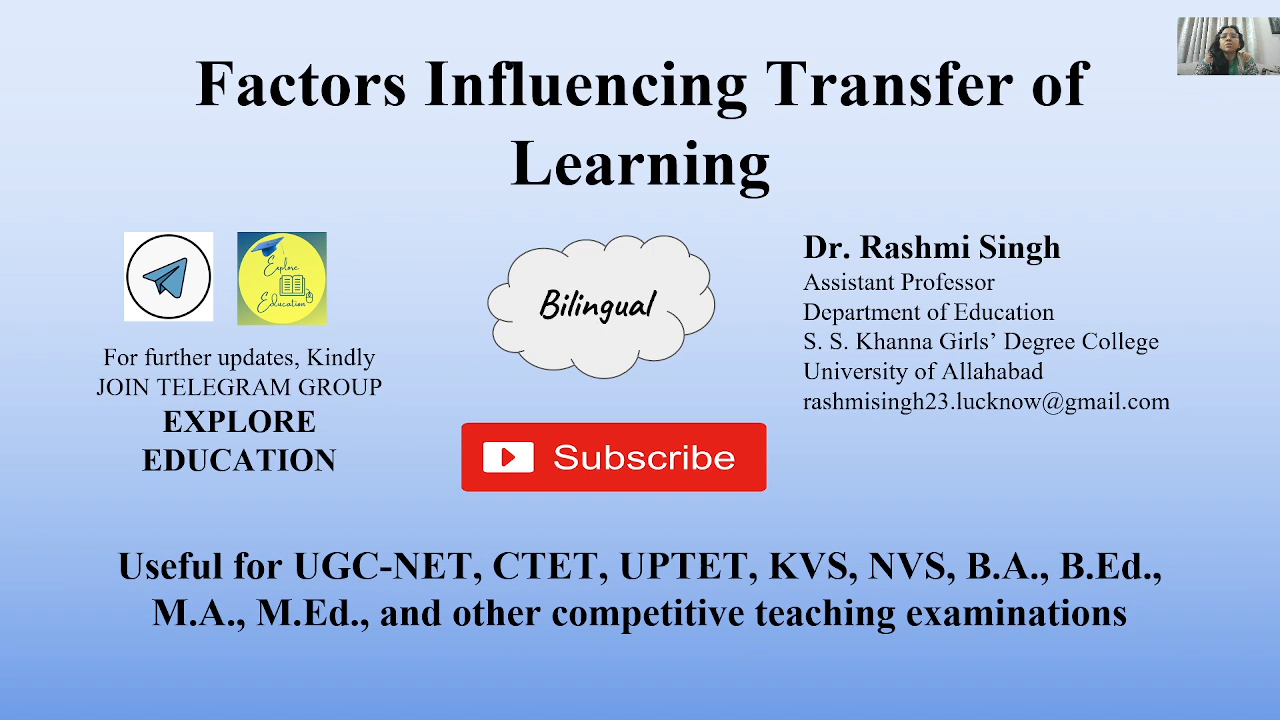 Factors Influencing Transfer of
Learning
Explore
Education
For further updates, Kindly
JOIN TELEGRAM GROUP
EXPLORE
EDUCATION
Bilingual
Subscribe
Dr. Rashmi Singh
Assistant Professor
Department of Education
S. S. Khanna Girls’ Degree College
University of Allahabad
rashmisingh23.lucknow@gmail.com
Useful for UGC-NET, CTET, UPTET, KVS, NVS, B.A., B.Ed.,
M.A., M.Ed., and other competitive teaching examinations